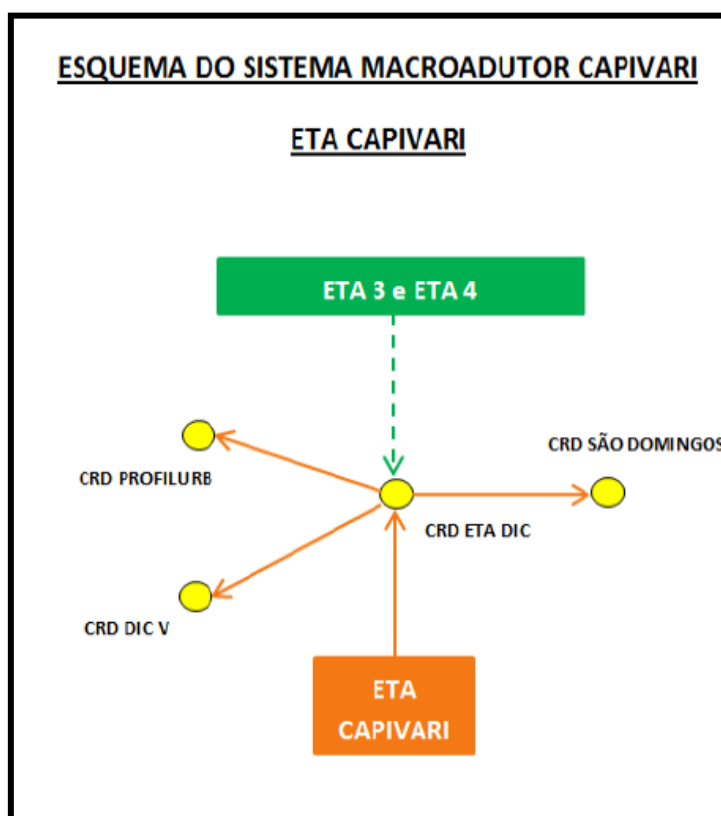 ESQUEMA DO SISTEMA MACROADUTOR CAPIVARI
ETA CAPIVARI
ETA 3 e ETA 4
CRD SÃO DOMINGOS
CRD PROFILURB
CRD ETA DIC
CRD DIC V
ETA
CAPIVARI